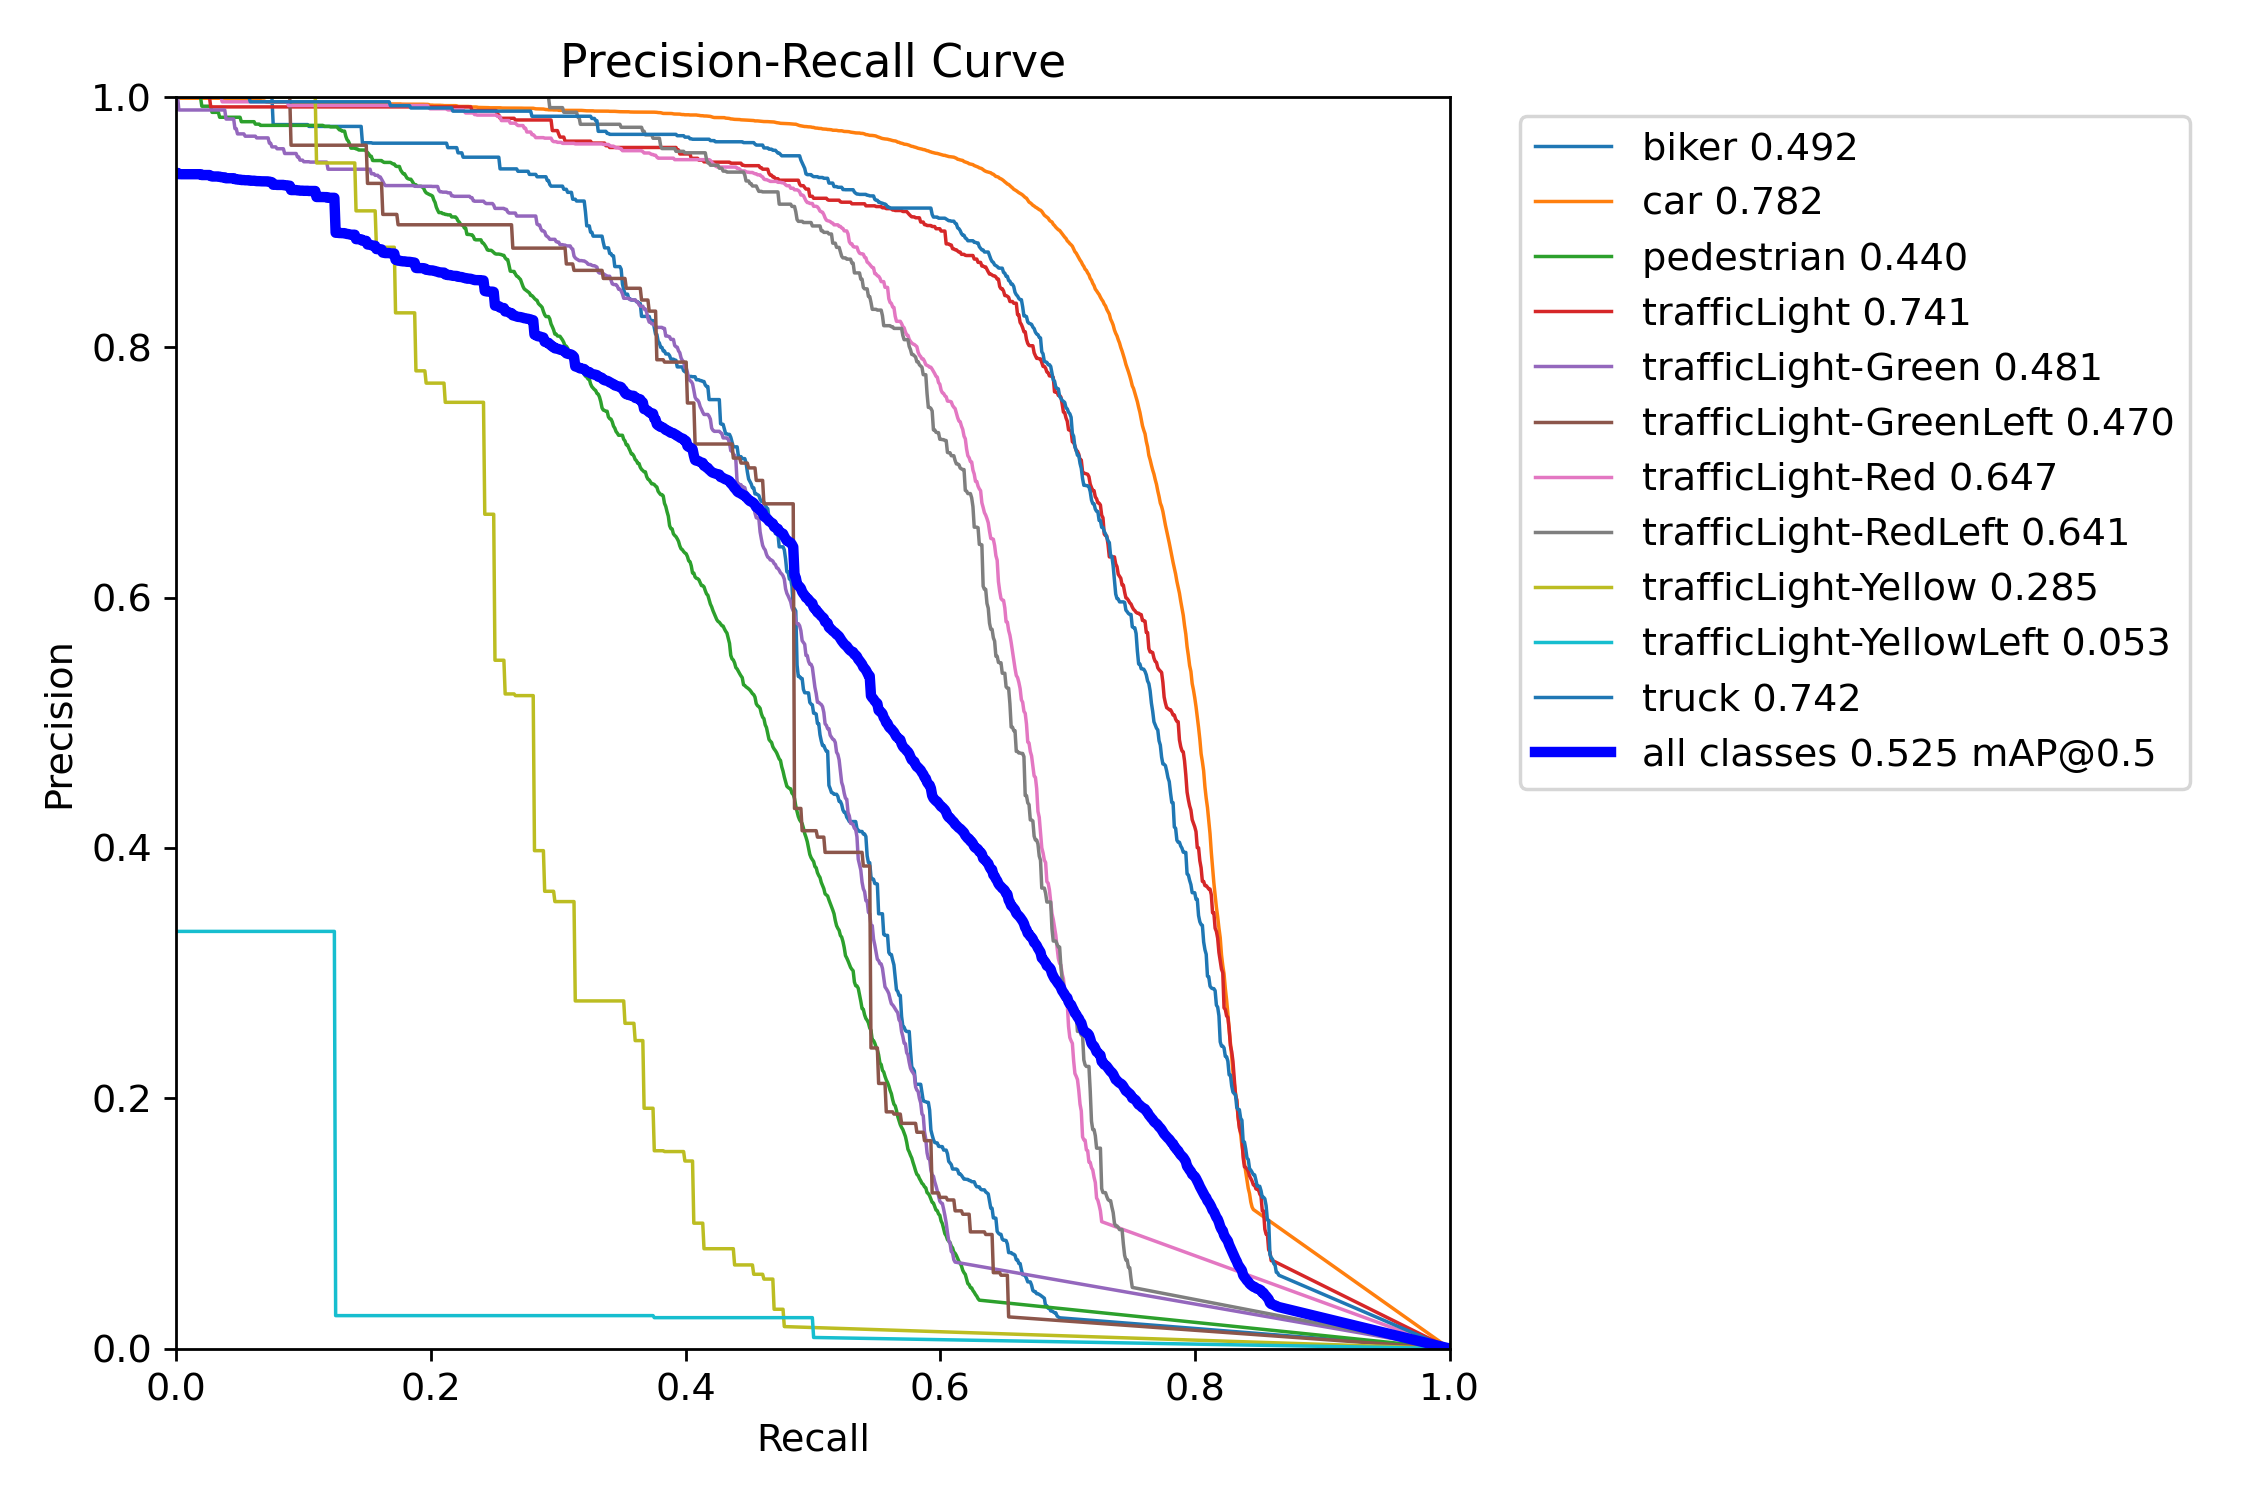 Precision-Recall Curve
1.0
0.8
0.6
0.4
0.2
0.0
Precision
0.0 0.2 0.4 0.6 0.8 1.0
Recall
biker 0.492
car 0.782
pedestrian 0.440
trafficLight 0.741
trafficLight-Green 0.481
trafficLight-GreenLeft 0.470
trafficLight-Red 0.647
trafficLight-RedLeft 0.641
trafficLight-Yellow 0.285
trafficLight-YellowLeft 0.053
truck 0.742
all classes 0.525 mAP@0.5